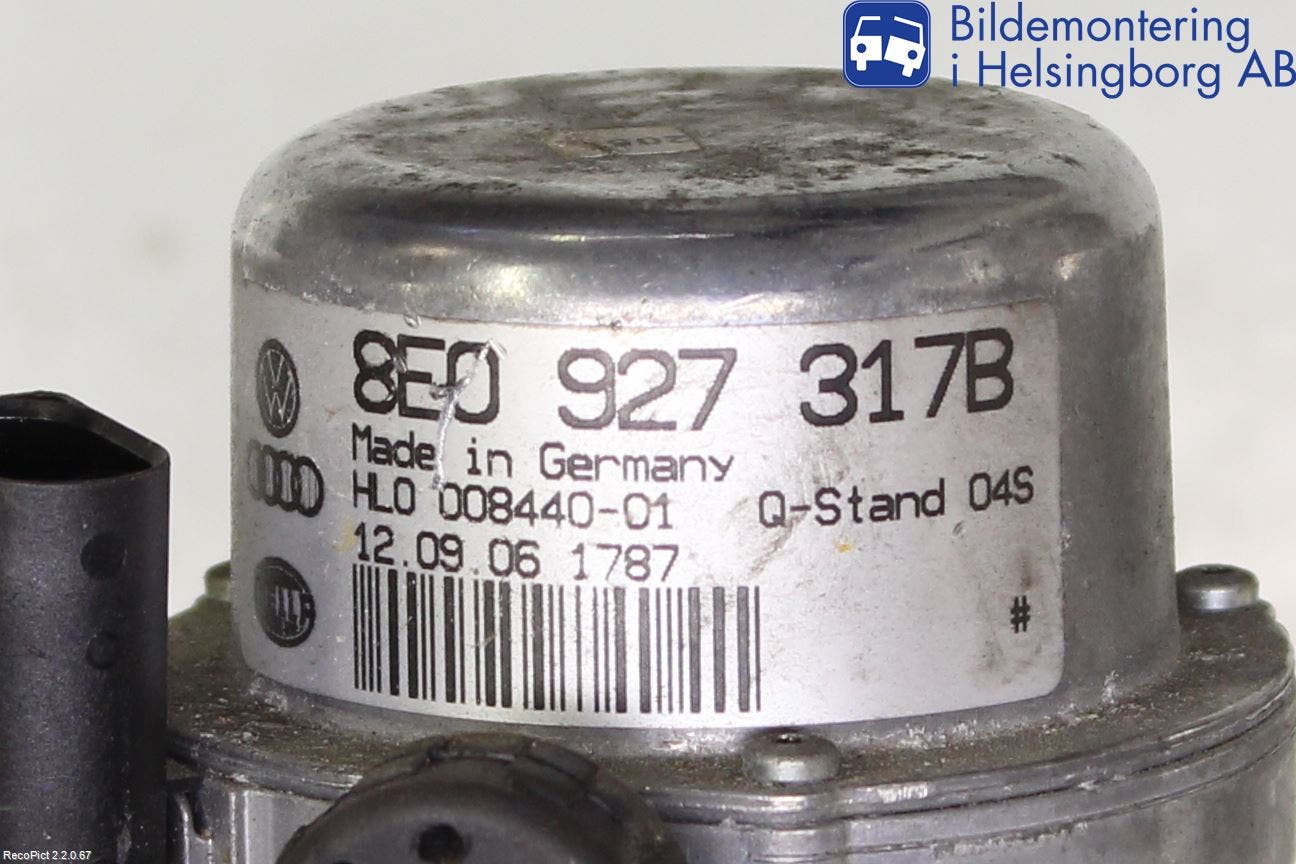 Bildemontering
i Helsingborg AB
8E0 927 317B
Made in Germany
HLO 008440-01 Q-Stand 04S
12.09.06 1787
#
RecoPict 2.2.0.67